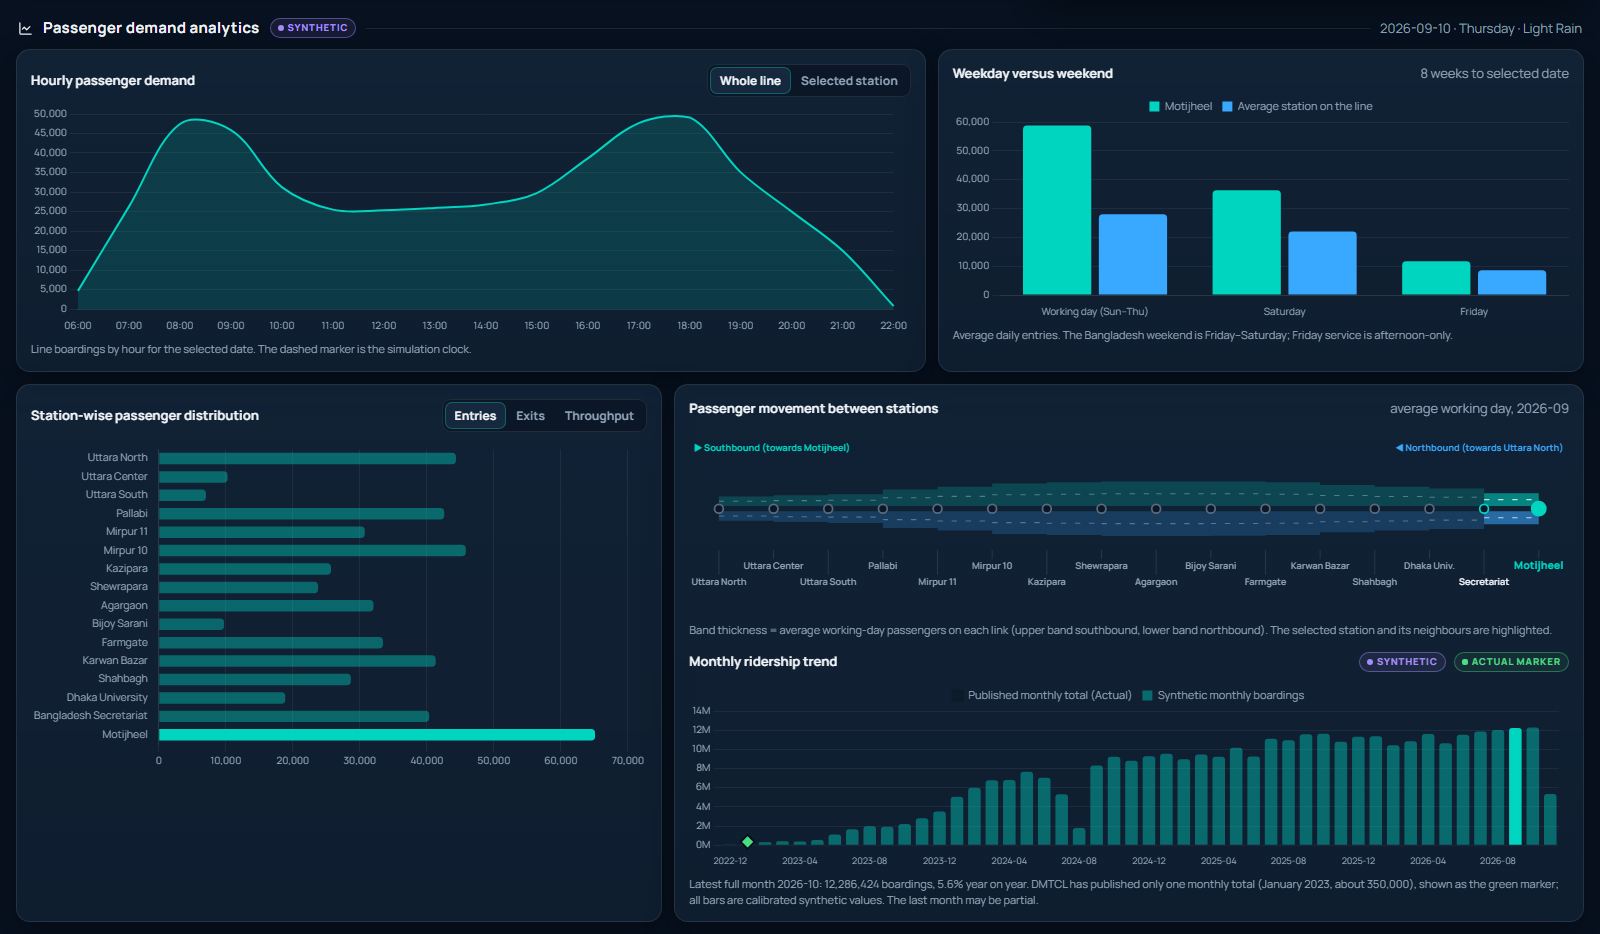 Passenger demand analytics
SYNTHETIC
2026-09-10 · Thursday · Light Rain
Hourly passenger demand
Whole line
Selected station
50,000
45,000
40,000
35,000
30,000
25,000
20,000
15,000
10,000
5,000
0
06:00 07:00 08:00 09:00 10:00 11:00 12:00 13:00 14:00 15:00 16:00 17:00 18:00 19:00 20:00 21:00 22:00
Line boardings by hour for the selected date. The dashed marker is the simulation clock.
Weekday versus weekend
8 weeks to selected date
Motijheel Average station on the line
60,000
50,000
40,000
30,000
20,000
10,000
0
Working day (Sun–Thu) Saturday Friday
Average daily entries. The Bangladesh weekend is Friday–Saturday; Friday service is afternoon-only.
Station-wise passenger distribution
Entries Exits Throughput
Uttara North
Uttara Center
Uttara South
Pallabi
Mirpur 11
Mirpur 10
Kazipara
Shewrapara
Agargaon
Bijoy Sarani
Farmgate
Karwan Bazar
Shahbagh
Dhaka University
Bangladesh Secretariat
Motijheel
0 10,000 20,000 30,000 40,000 50,000 60,000 70,000
Passenger movement between stations
average working day, 2026-09
▶ Southbound (towards Motijheel)
◀ Northbound (towards Uttara North)
Uttara Center Pallabi Mirpur 10 Shewrapara Bijoy Sarani Karwan Bazar Dhaka Univ. Motijheel
Uttara North Uttara South Mirpur 11 Kazipara Agargaon Farmgate Shahbagh Secretariat
Band thickness = average working-day passengers on each link (upper band southbound, lower band northbound). The selected station and its neighbours are highlighted.
Monthly ridership trend
SYNTHETIC
ACTUAL MARKER
Published monthly total (Actual) Synthetic monthly boardings
14M
12M
10M
8M
6M
4M
2M
0M
2022-12 2023-04 2023-08 2023-12 2024-04 2024-08 2024-12 2025-04 2025-08 2025-12 2026-04 2026-08
Latest full month 2026-10: 12,286,424 boardings, 5.6% year on year. DMTCL has published only one monthly total (January 2023, about 350,000), shown as the green marker;
all bars are calibrated synthetic values. The last month may be partial.